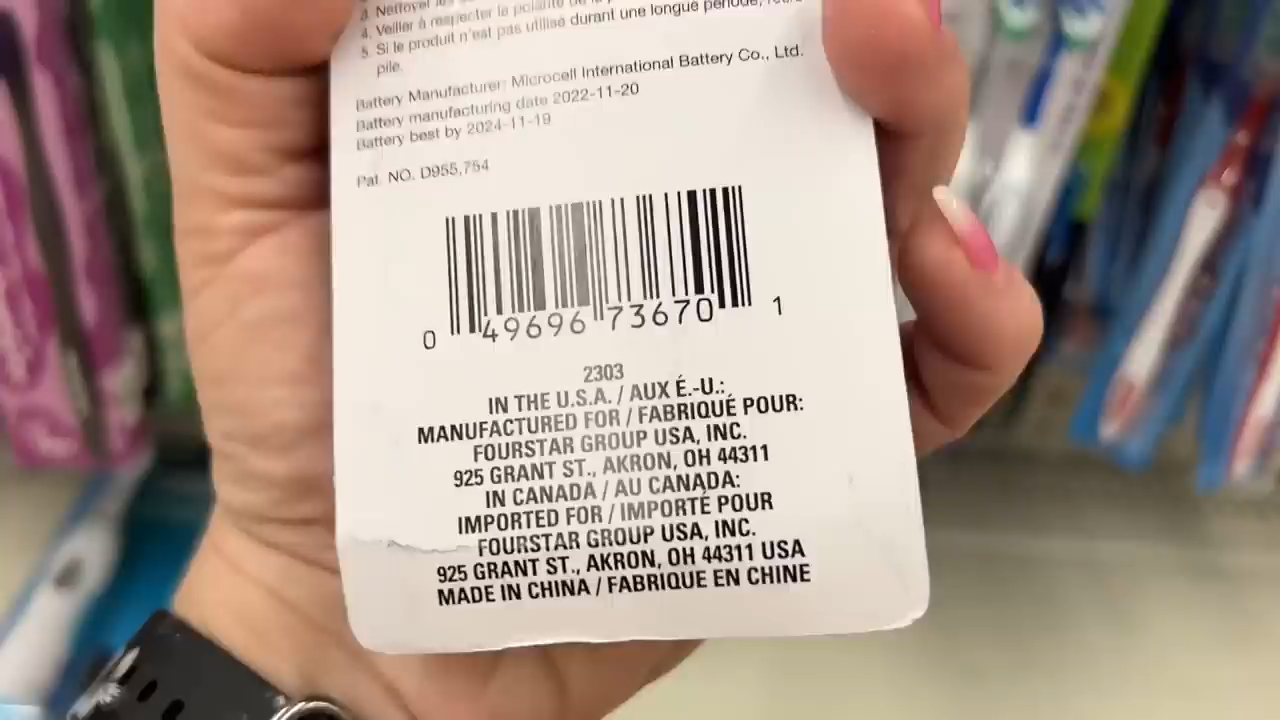 3. Nettoyer les
4. Veiller à respecter la polarité de la
5. Si le produit n'est pas utilisé durant une longue période,
pile.
Battery Manufacturer: Microcell International Battery Co., Ltd.
Battery manufacturing date 2022-11-20
Battery best by 2024-11-19
Pat. NO. D955,754
0 49696 73670 1
2303
IN THE U.S.A. / AUX É.-U.:
MANUFACTURED FOR / FABRIQUÉ POUR:
FOURSTAR GROUP USA, INC.
925 GRANT ST., AKRON, OH 44311
IN CANADA / AU CANADA:
IMPORTED FOR / IMPORTÉ POUR
FOURSTAR GROUP USA, INC.
925 GRANT ST., AKRON, OH 44311 USA
MADE IN CHINA / FABRIQUE EN CHINE